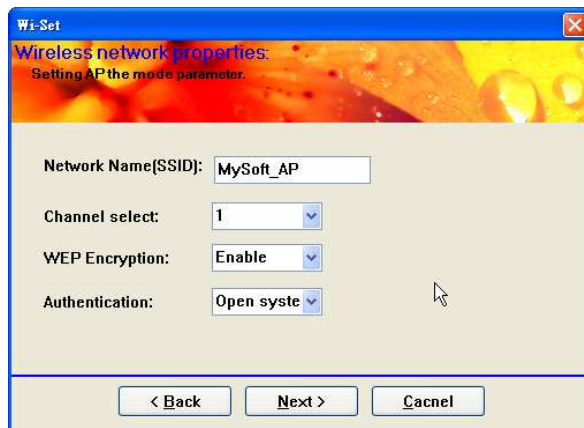 Wi-Set
Wireless network properties:
Setting AP the mode parameter.
Network Name(SSID): MySoft_AP
Channel select: 1
WEP Encryption: Enable
Authentication: Open syste
< Back Next > Cacnel